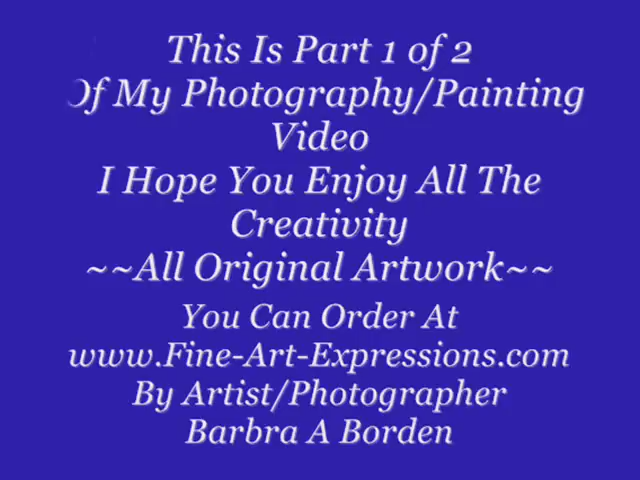 This Is Part 1 of 2
Of My Photography/Painting
Video
I Hope You Enjoy All The
Creativity
~~All Original Artwork~~
You Can Order At
www.Fine-Art-Expressions.com
By Artist/Photographer
Barbra A Borden